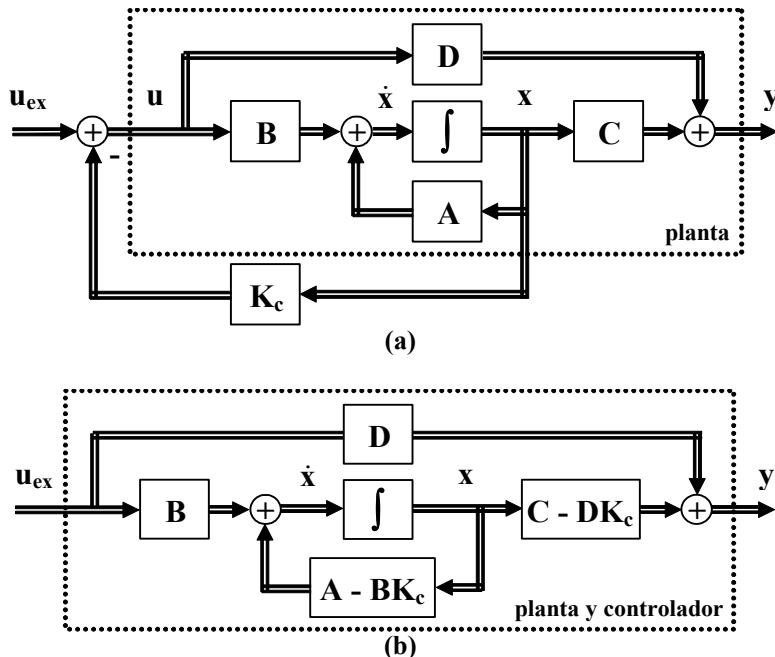 D
u_ex u ẋ x y
+ B + ∫ C +
-
A
planta
K_c
(a)
D
u_ex ẋ x y
B + ∫ C - DK_c +
A - BK_c
planta y controlador
(b)